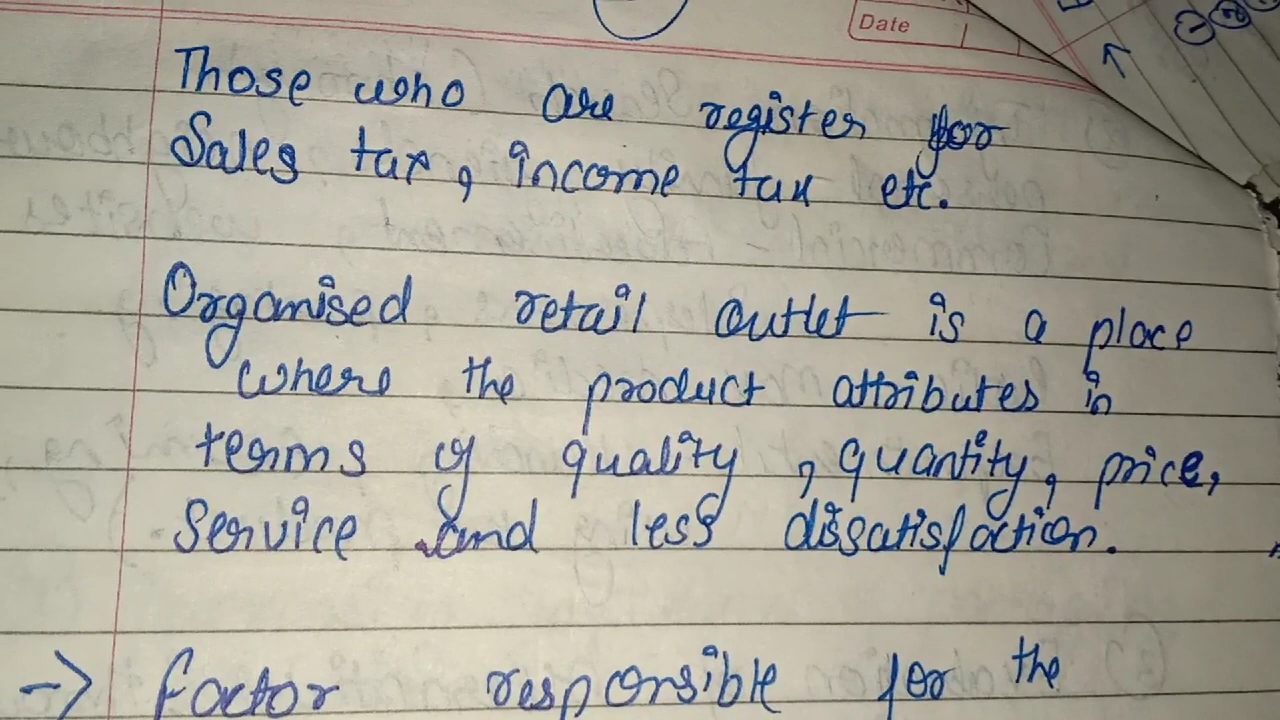 Date
Those who are register for
Sales tax, income tax etc.
Organised retail outlet is a place
where the product attributes in
terms of quality, quantity, price,
Service and less dissatisfaction.
-> factor responsible for the